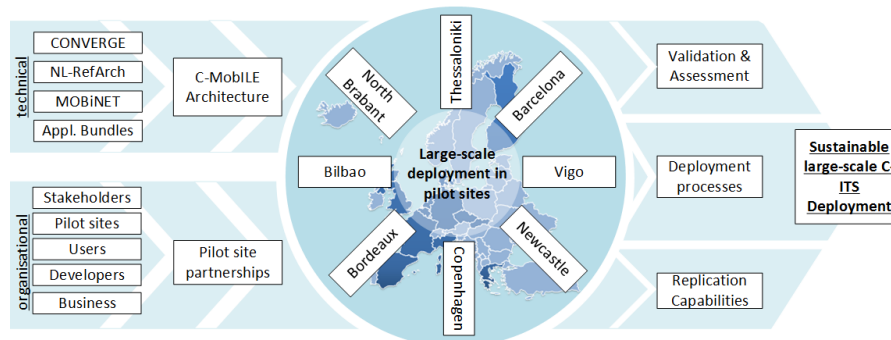 technical
CONVERGE
NL-RefArch
MOBiNET
Appl. Bundles
C-MobILE
Architecture
organisational
Stakeholders
Pilot sites
Users
Developers
Business
Pilot site
partnerships
Thessaloniki
North
Brabant
Barcelona
Bilbao
Large-scale
deployment in
pilot sites
Vigo
Bordeaux
Copenhagen
Newcastle
Validation &
Assessment
Deployment
processes
Replication
Capabilities
Sustainable
large-scale C-
ITS
Deployment